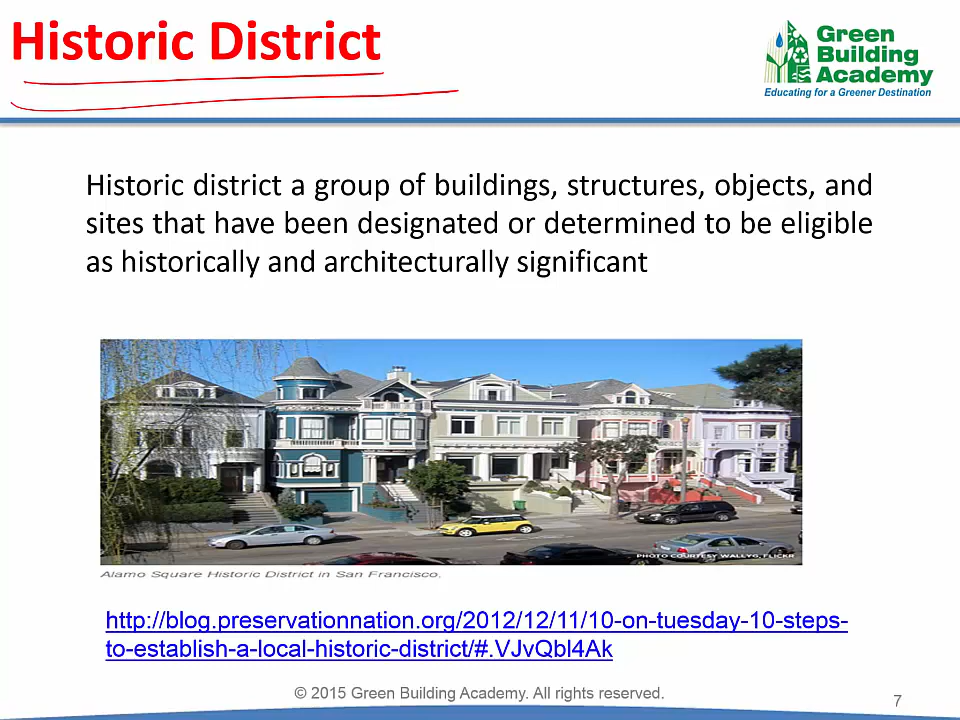 Historic District
Green
Building
Academy
Educating for a Greener Destination
Historic district a group of buildings, structures, objects, and
sites that have been designated or determined to be eligible
as historically and architecturally significant
PHOTO COURTESY WALLYG, FLICKR
Alamo Square Historic District in San Francisco.
http://blog.preservationnation.org/2012/12/11/10-on-tuesday-10-steps-
to-establish-a-local-historic-district/#.VJvQbl4Ak
© 2015 Green Building Academy. All rights reserved.
7